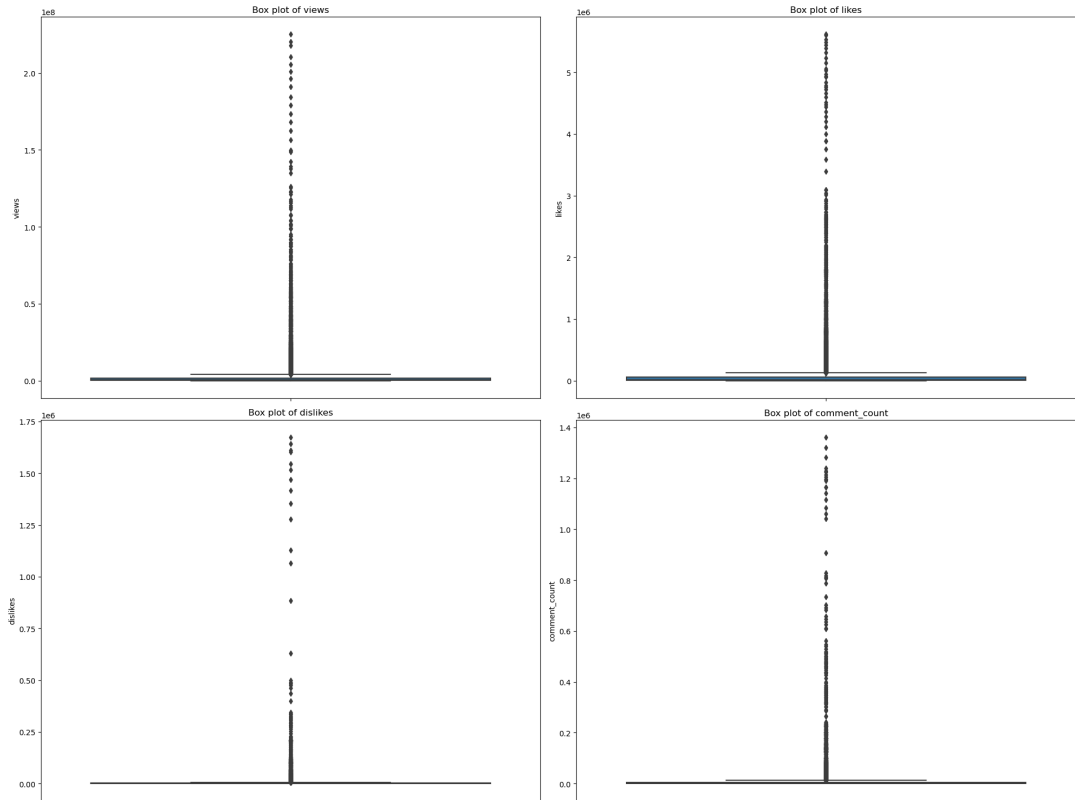 Box plot of views
1e8
2.0
1.5
1.0
0.5
0.0
views
Box plot of likes
1e6
5
4
3
2
1
0
likes
Box plot of dislikes
1e6
1.75
1.50
1.25
1.00
0.75
0.50
0.25
0.00
dislikes
Box plot of comment_count
1e6
1.4
1.2
1.0
0.8
0.6
0.4
0.2
0.0
comment_count